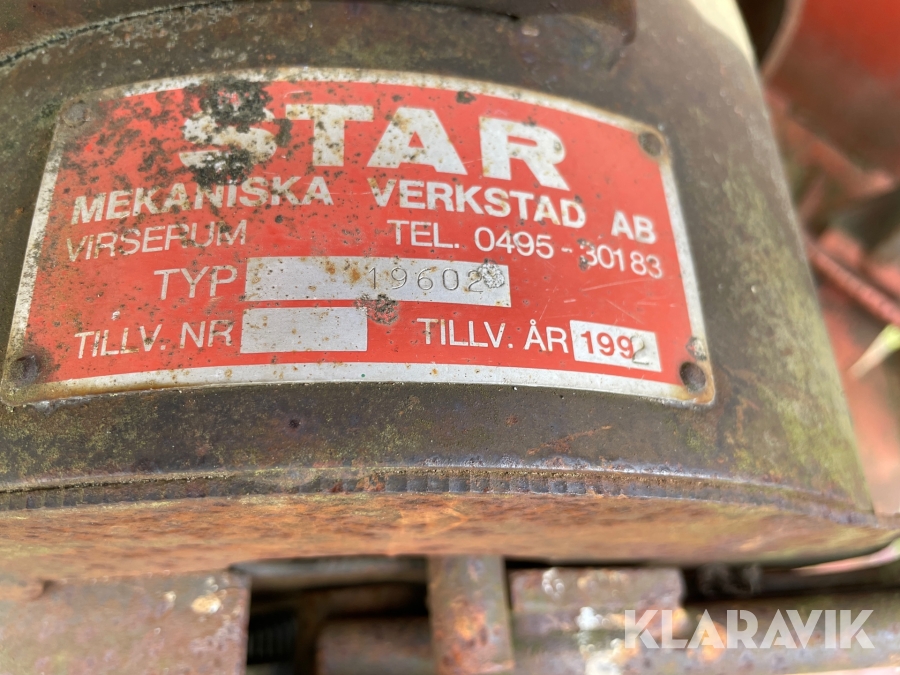 STAR
MEKANISKA VERKSTAD AB
VIRSERUM TEL. 0495-30183
TYP 19602
TILLV. NR TILLV. ÅR 1992
KLARAVIK